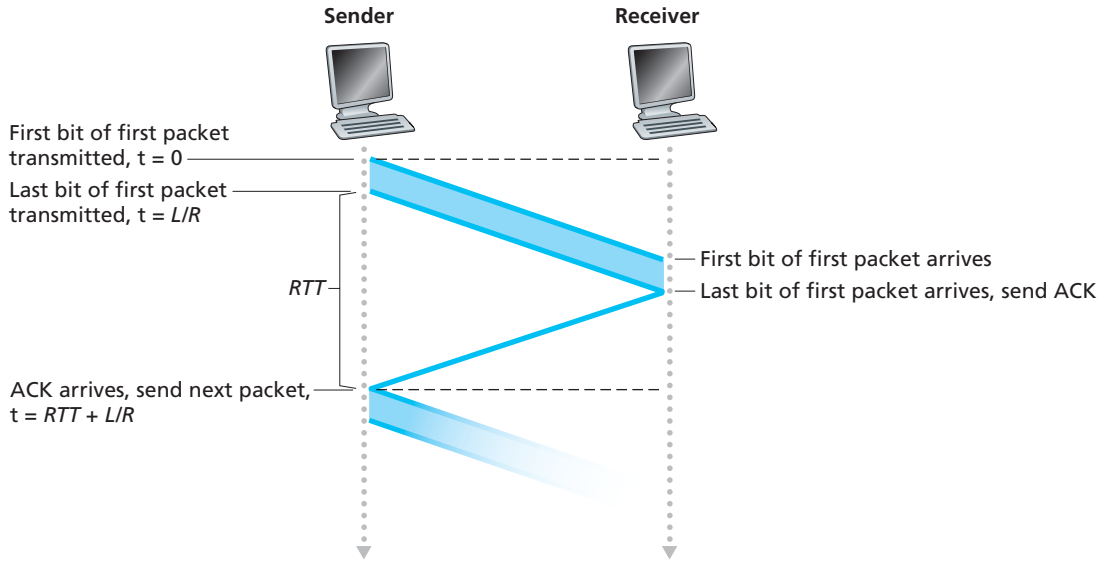 Sender
Receiver
First bit of first packet
transmitted, t = 0
Last bit of first packet
transmitted, t = L/R
First bit of first packet arrives
RTT
Last bit of first packet arrives, send ACK
ACK arrives, send next packet,
t = RTT + L/R